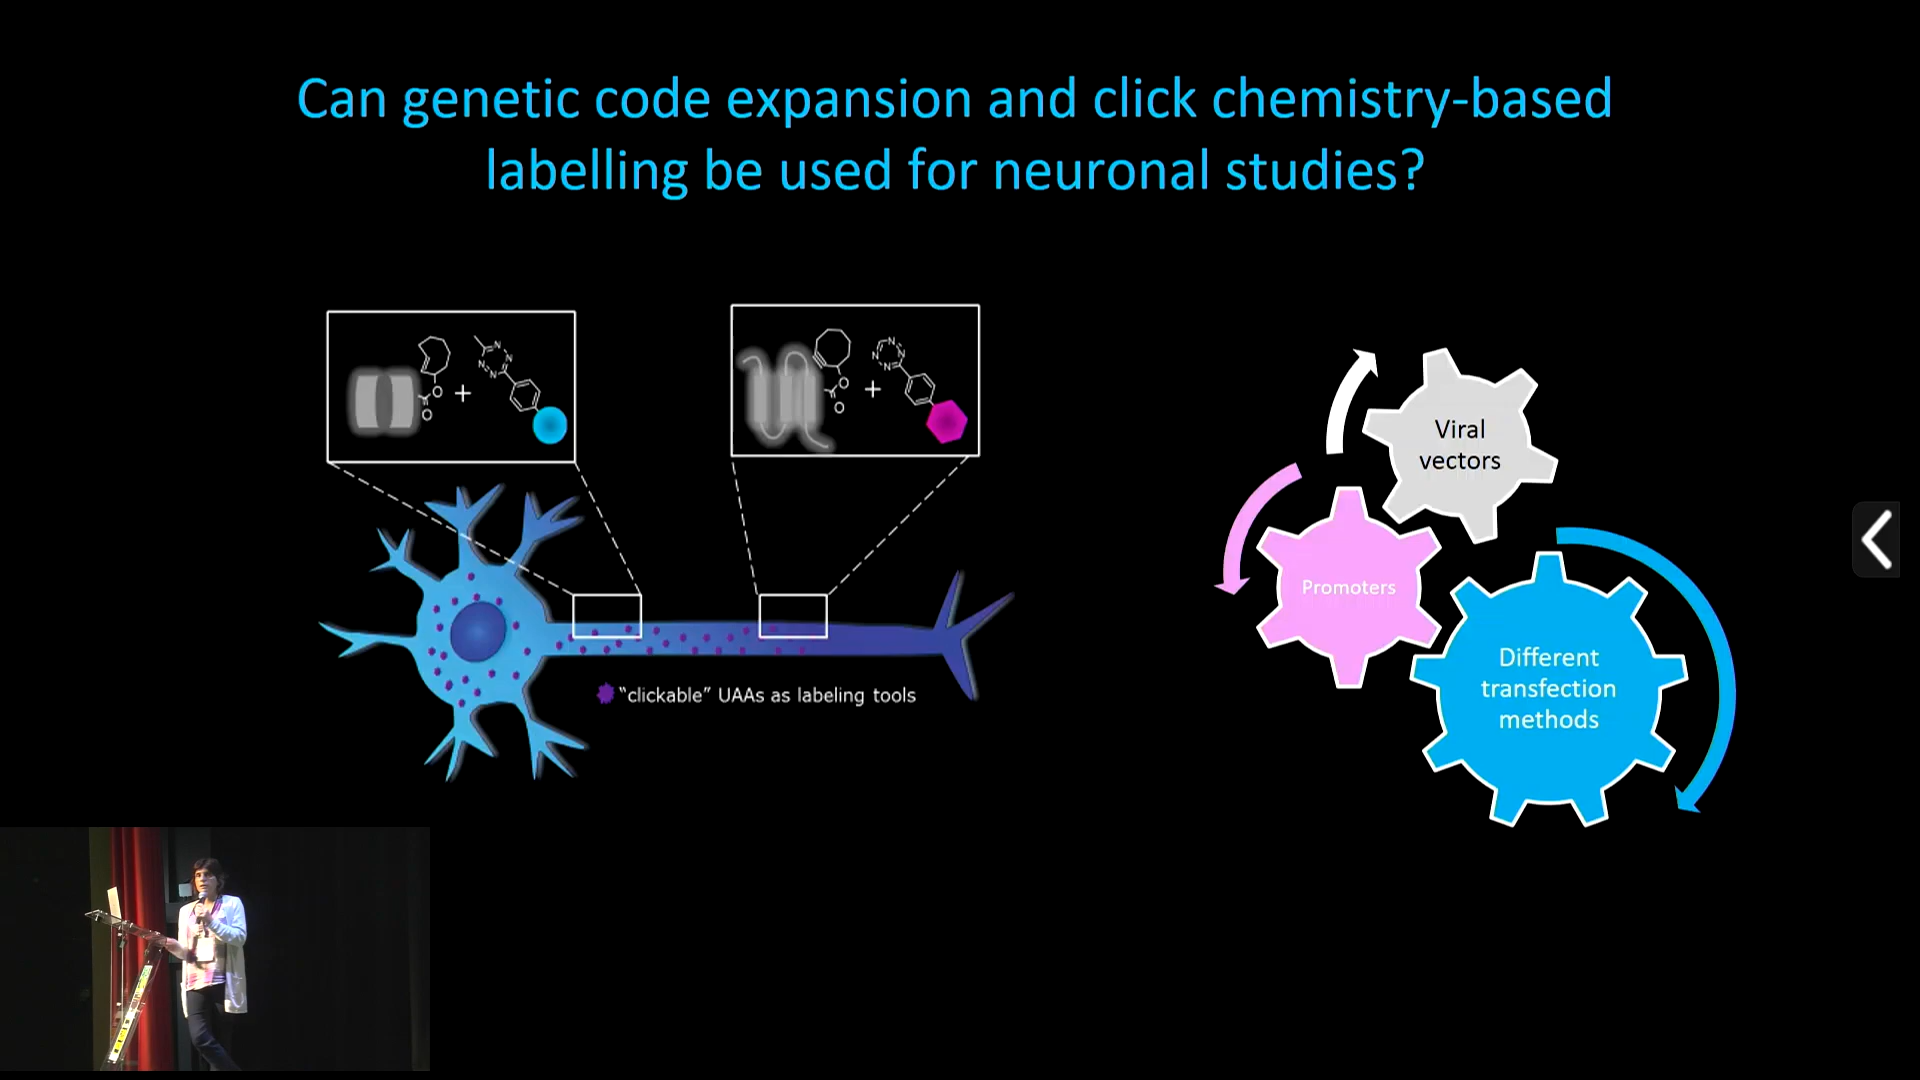 Can genetic code expansion and click chemistry-based
labelling be used for neuronal studies?
O
O
+
N
N
N
N
O
O
+
N
N
N
N
"clickable" UAAs as labeling tools
Viral
vectors
Promoters
Different
transfection
methods